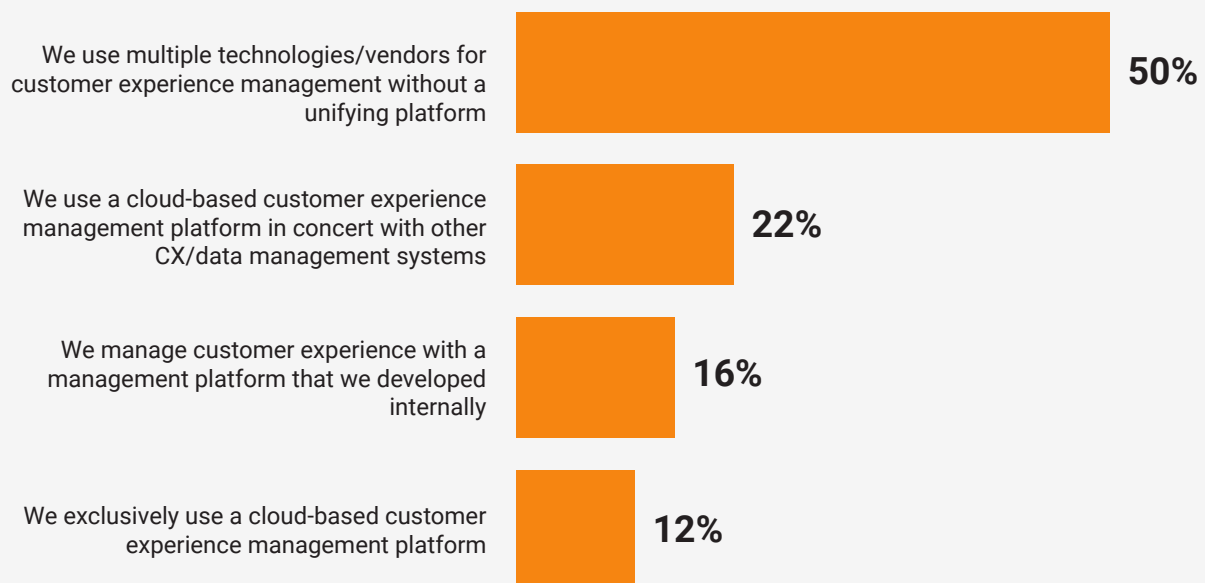 We use multiple technologies/vendors for
customer experience management without a
unifying platform
50%
We use a cloud-based customer experience
management platform in concert with other
CX/data management systems
22%
We manage customer experience with a
management platform that we developed
internally
16%
We exclusively use a cloud-based customer
experience management platform
12%